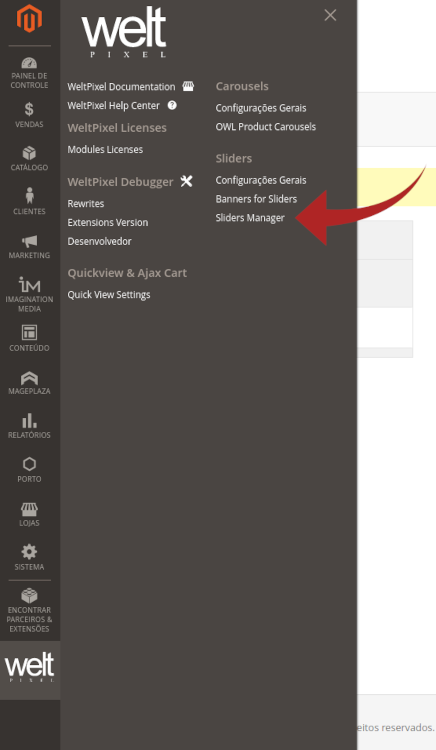 PAINEL DE
CONTROLE
VENDAS
CATÁLOGO
CLIENTES
MARKETING
IMAGINATION
MEDIA
CONTEÚDO
MAGEPLAZA
RELATÓRIOS
PORTO
LOJAS
SISTEMA
ENCONTRAR
PARCEIROS &
EXTENSÕES
welt
PIXEL
welt
PIXEL
WeltPixel Documentation
WeltPixel Help Center
WeltPixel Licenses
Modules Licenses
WeltPixel Debugger
Rewrites
Extensions Version
Desenvolvedor
Quickview & Ajax Cart
Quick View Settings
Carousels
Configurações Gerais
OWL Product Carousels
Sliders
Configurações Gerais
Banners for Sliders
Sliders Manager
eitos reservados.